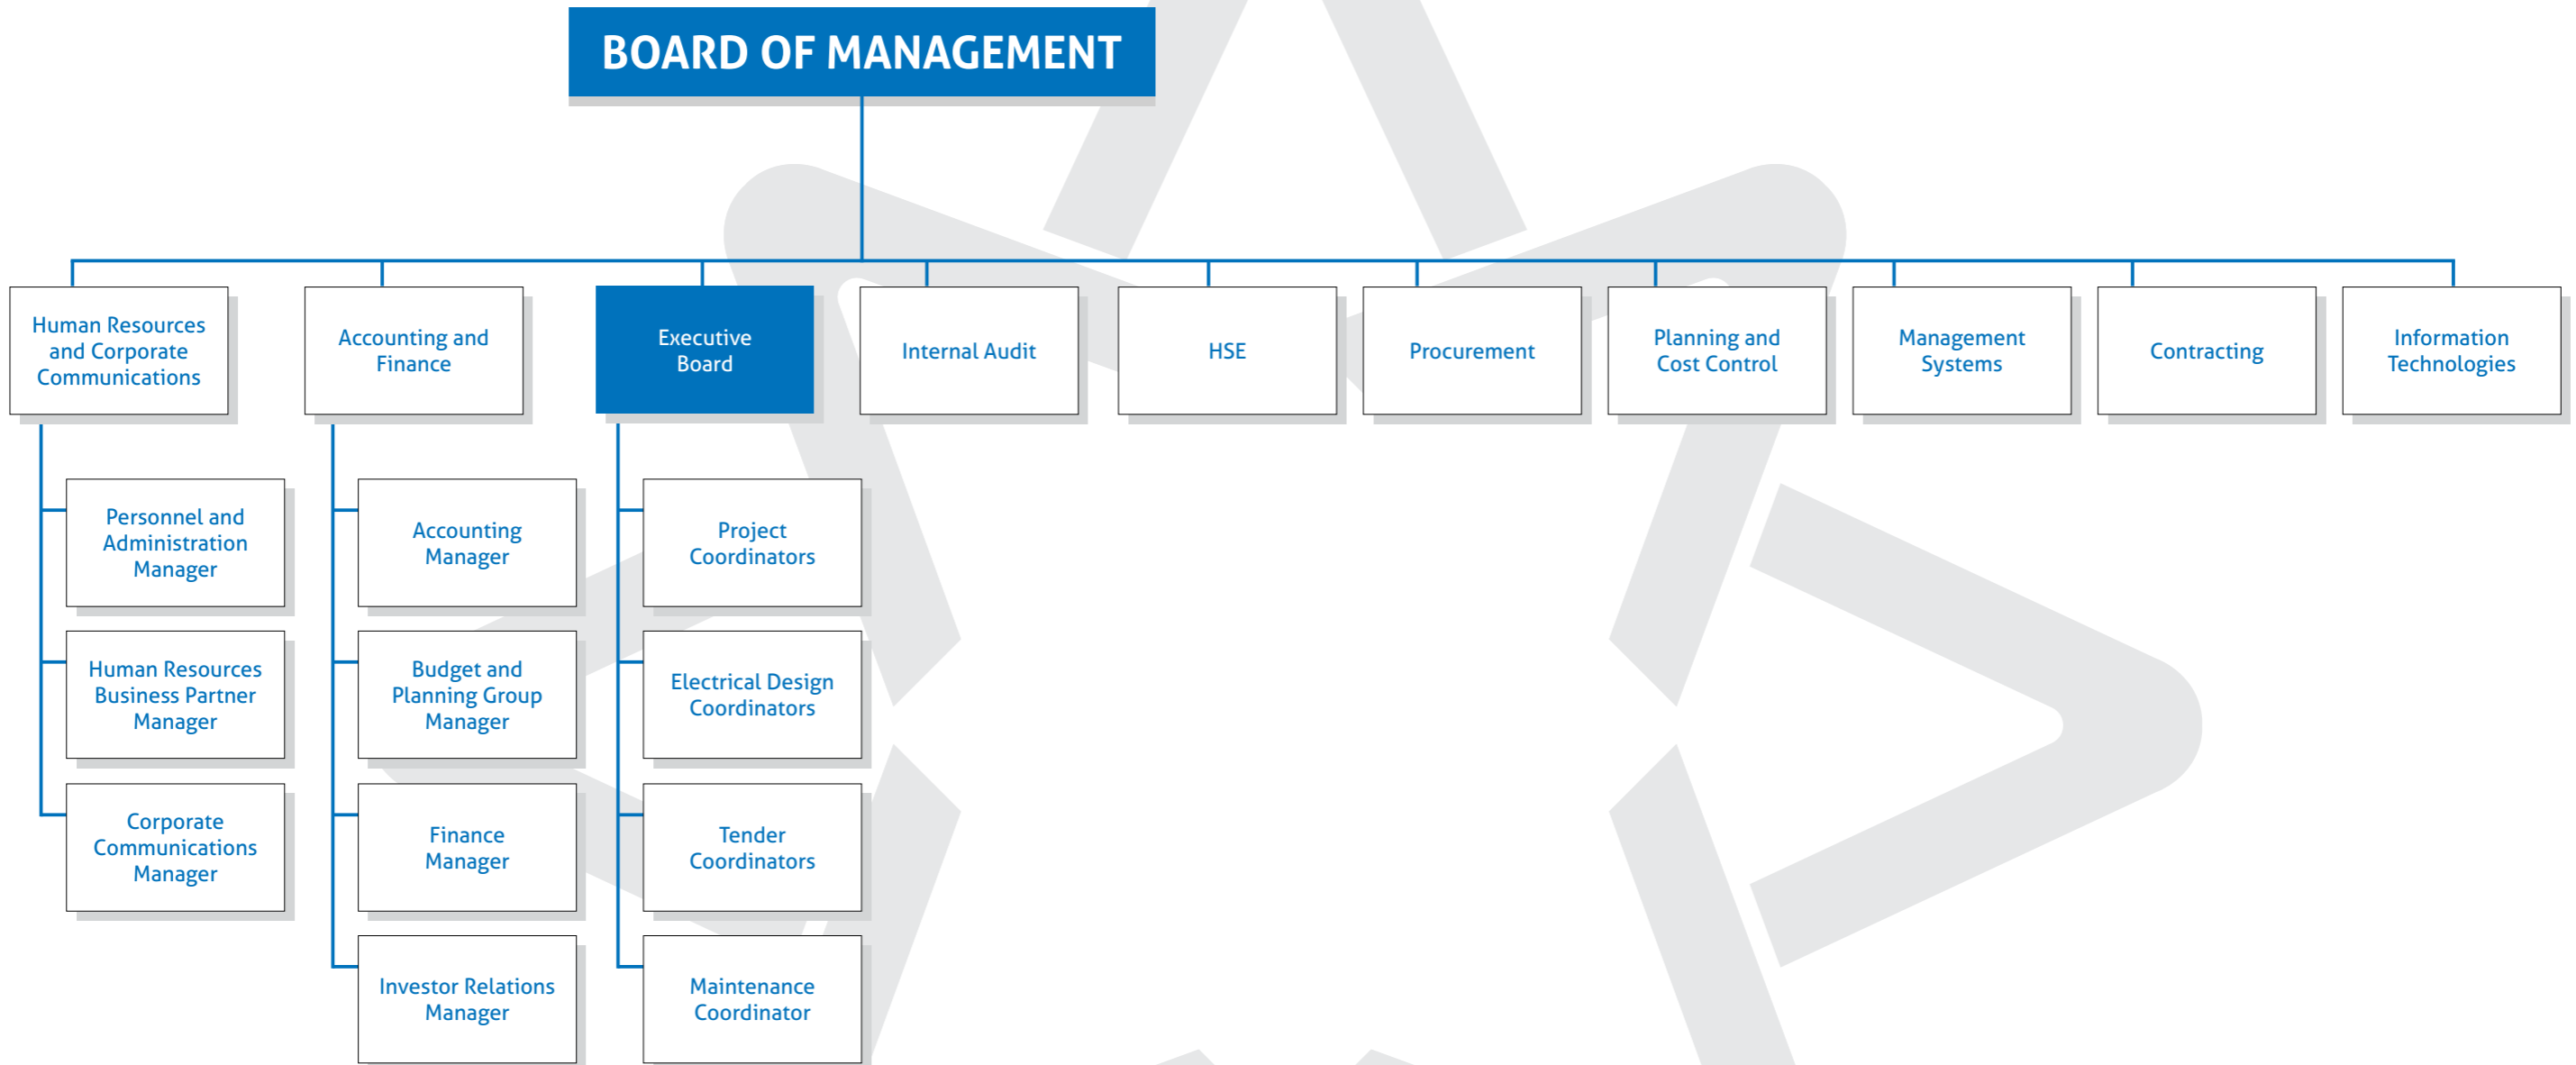 BOARD OF MANAGEMENT
Human Resources
and Corporate
Communications
Accounting and
Finance
Executive
Board
Internal Audit
HSE
Procurement
Planning and
Cost Control
Management
Systems
Contracting
Information
Technologies
Personnel and
Administration
Manager
Human Resources
Business Partner
Manager
Corporate
Communications
Manager
Accounting
Manager
Budget and
Planning Group
Manager
Finance
Manager
Investor Relations
Manager
Project
Coordinators
Electrical Design
Coordinators
Tender
Coordinators
Maintenance
Coordinator